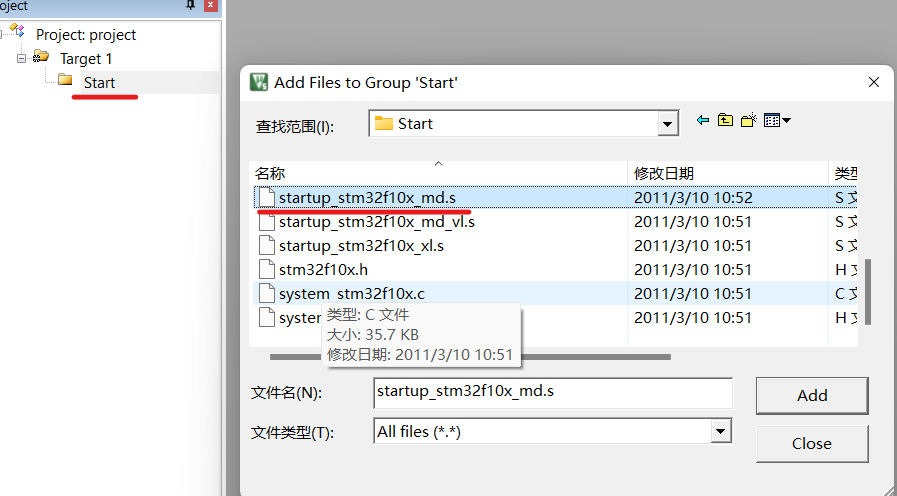 oject
Project: project
Target 1
Start
Add Files to Group 'Start'
查找范围(I):
Start
名称
修改日期
类型
startup_stm32f10x_md.s
2011/3/10 10:52
S 文
startup_stm32f10x_md_vl.s
2011/3/10 10:51
S 文
startup_stm32f10x_xl.s
2011/3/10 10:51
S 文
stm32f10x.h
2011/3/10 10:51
H 文
system_stm32f10x.c
2011/3/10 10:51
C 文
system
2011/3/10 10:51
H 文
类型: C 文件
大小: 35.7 KB
修改日期: 2011/3/10 10:51
文件名(N):
startup_stm32f10x_md.s
Add
文件类型(T):
All files (*.*)
Close